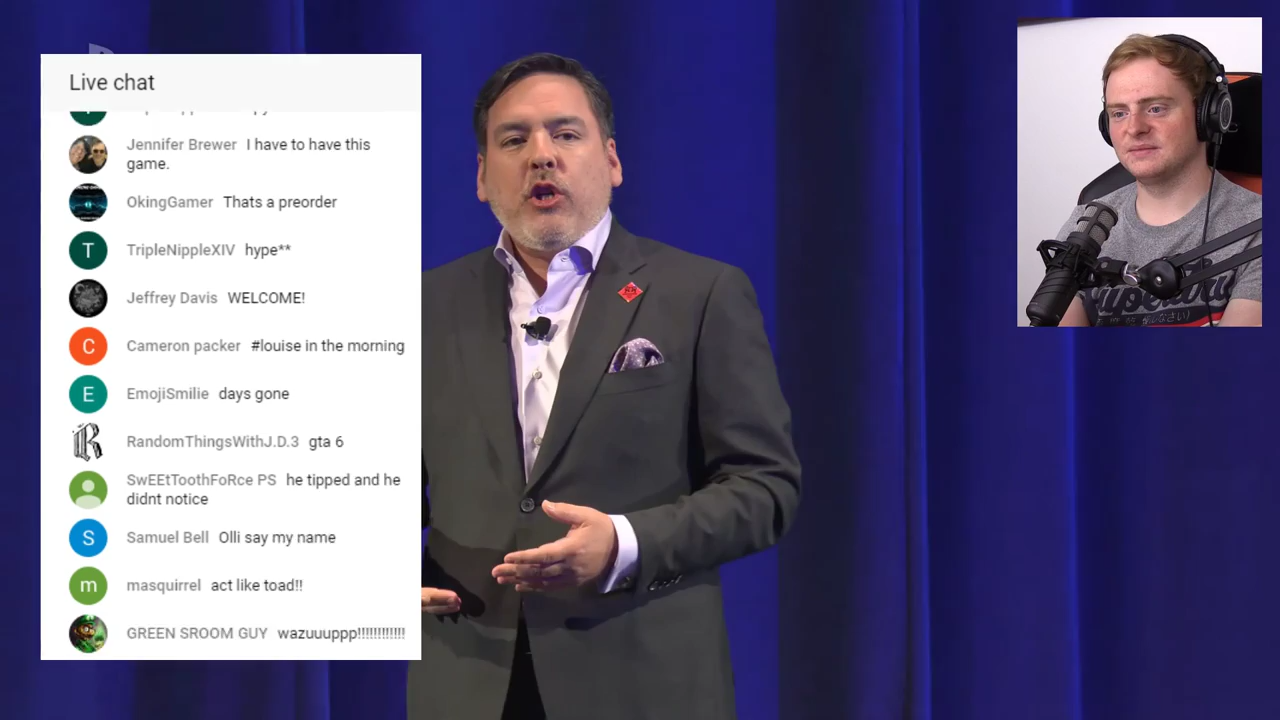 Live chat
Jennifer Brewer I have to have this
game.
OkingGamer Thats a preorder
T
TripleNippleXIV hype**
Jeffrey Davis WELCOME!
C
Cameron packer #louise in the morning
E
EmojiSmilie days gone
R
RandomThingsWithJ.D.3 gta 6
SwEEtToothFoRce PS he tipped and he
didnt notice
S
Samuel Bell Olli say my name
m
masquirrel act like toad!!
GREEN SROOM GUY wazuuuppp!!!!!!!!!!!!